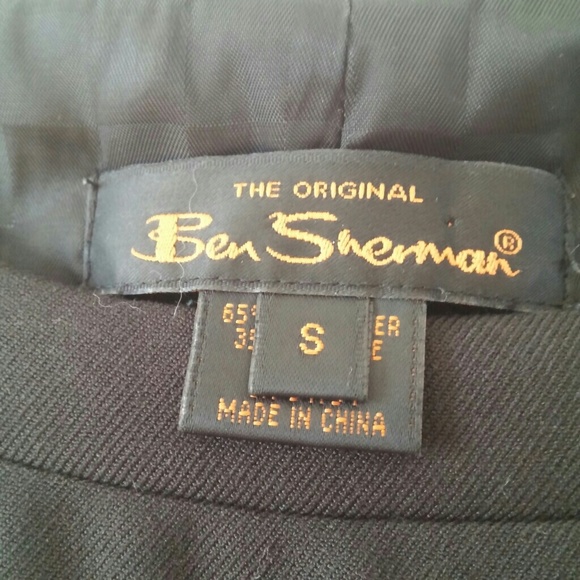 THE ORIGINAL
Ben Sherman®
S
MADE IN CHINA